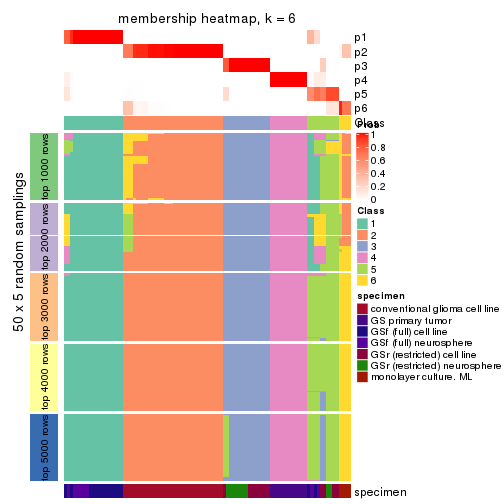 membership heatmap, k = 6
p1
p2
p3
p4
p5
p6
Class
Prob
1
0.8
0.6
0.4
0.2
0
Class
1
2
3
4
5
6
specimen
conventional glioma cell line
GS primary tumor
GSf (full) cell line
GSf (full) neurosphere
GSr (restricted) cell line
GSr (restricted) neurosphere
monolayer culture. ML
50 x 5 random samplings
top 1000 rows
top 2000 rows
top 3000 rows
top 4000 rows
top 5000 rows
specimen